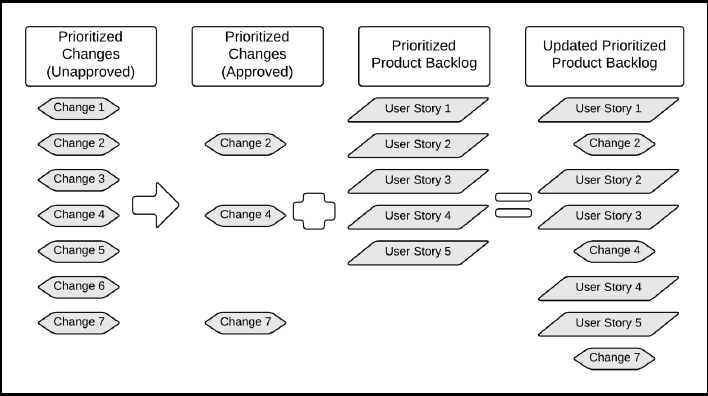 Prioritized
Changes
(Unapproved)
Change 1
Change 2
Change 3
Change 4
Change 5
Change 6
Change 7
Prioritized
Changes
(Approved)
Change 2
Change 4
Change 7
Prioritized
Product Backlog
User Story 1
User Story 2
User Story 3
User Story 4
User Story 5
Updated Prioritized
Product Backlog
User Story 1
Change 2
User Story 2
User Story 3
Change 4
User Story 4
User Story 5
Change 7